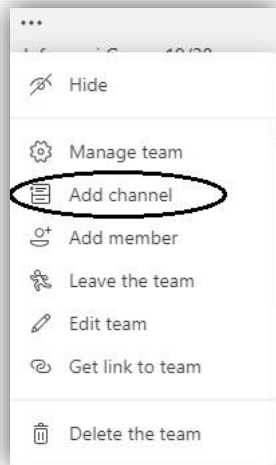 ...
Hide
Manage team
Add channel
Add member
Leave the team
Edit team
Get link to team
Delete the team